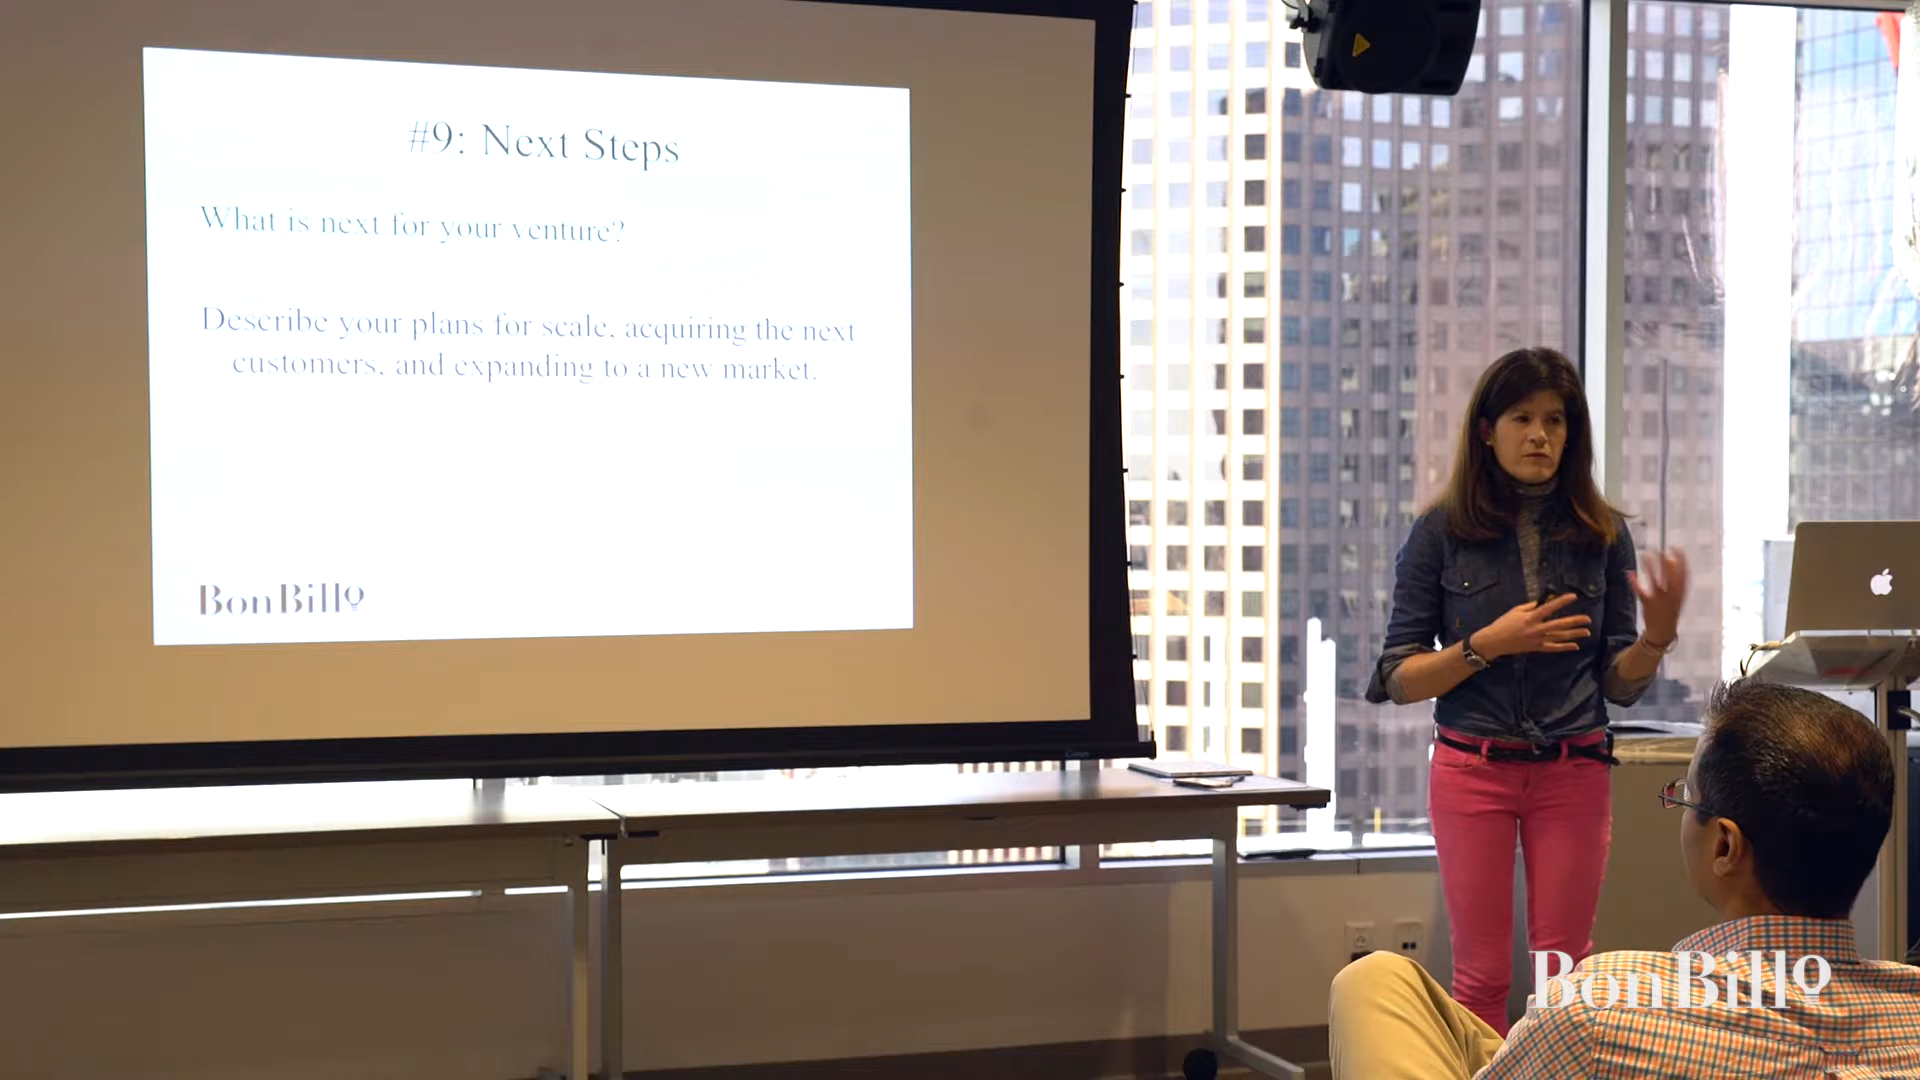 #9: Next Steps
What is next for your venture?
Describe your plans for scale, acquiring the next
customers, and expanding to a new market.
BonBillo
BonBillo